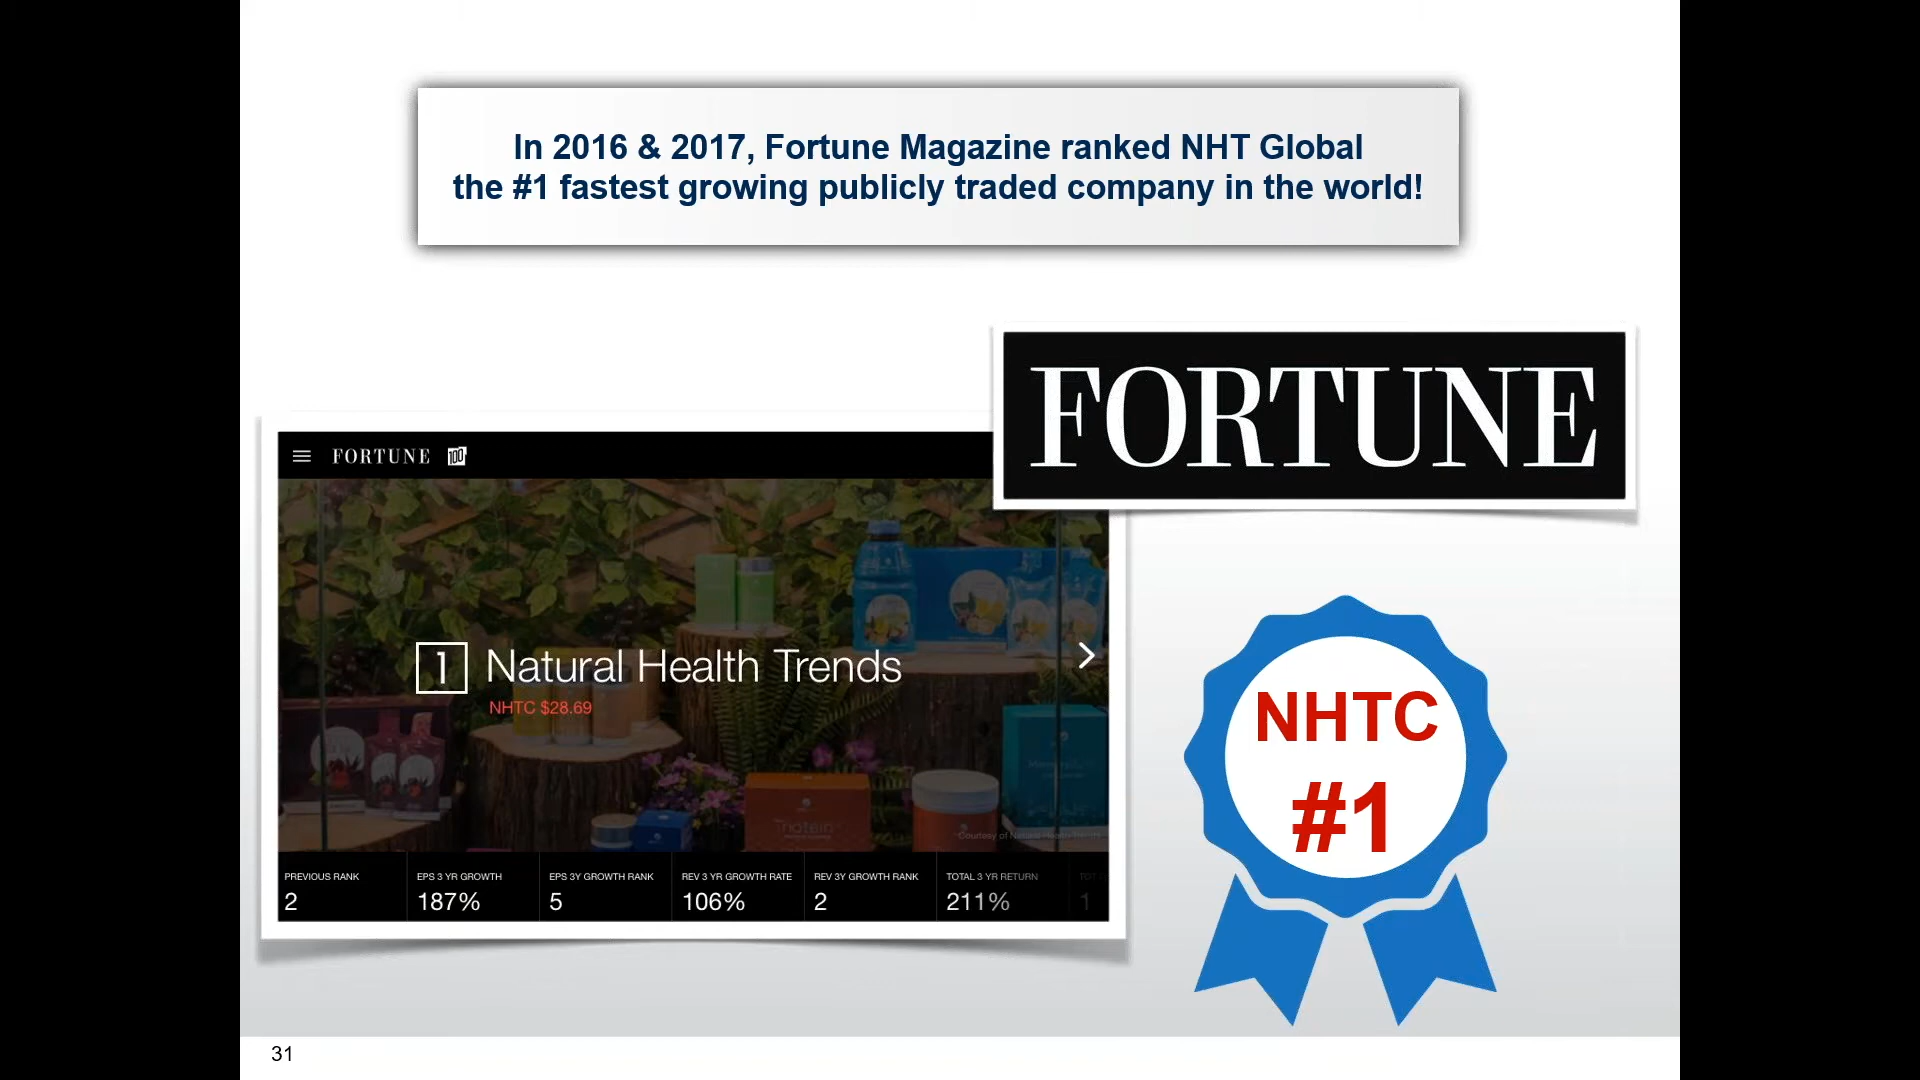 In 2016 & 2017, Fortune Magazine ranked NHT Global
the #1 fastest growing publicly traded company in the world!
FORTUNE
FORTUNE 100
1 Natural Health Trends
NHTC $28.69
NHTC
#1
PREVIOUS RANK
2
EPS 3 YR GROWTH
187%
EPS 3Y GROWTH RANK
5
REV 3 YR GROWTH RATE
106%
REV 3Y GROWTH RANK
2
TOTAL 3 YR RETURN
211%
1
31